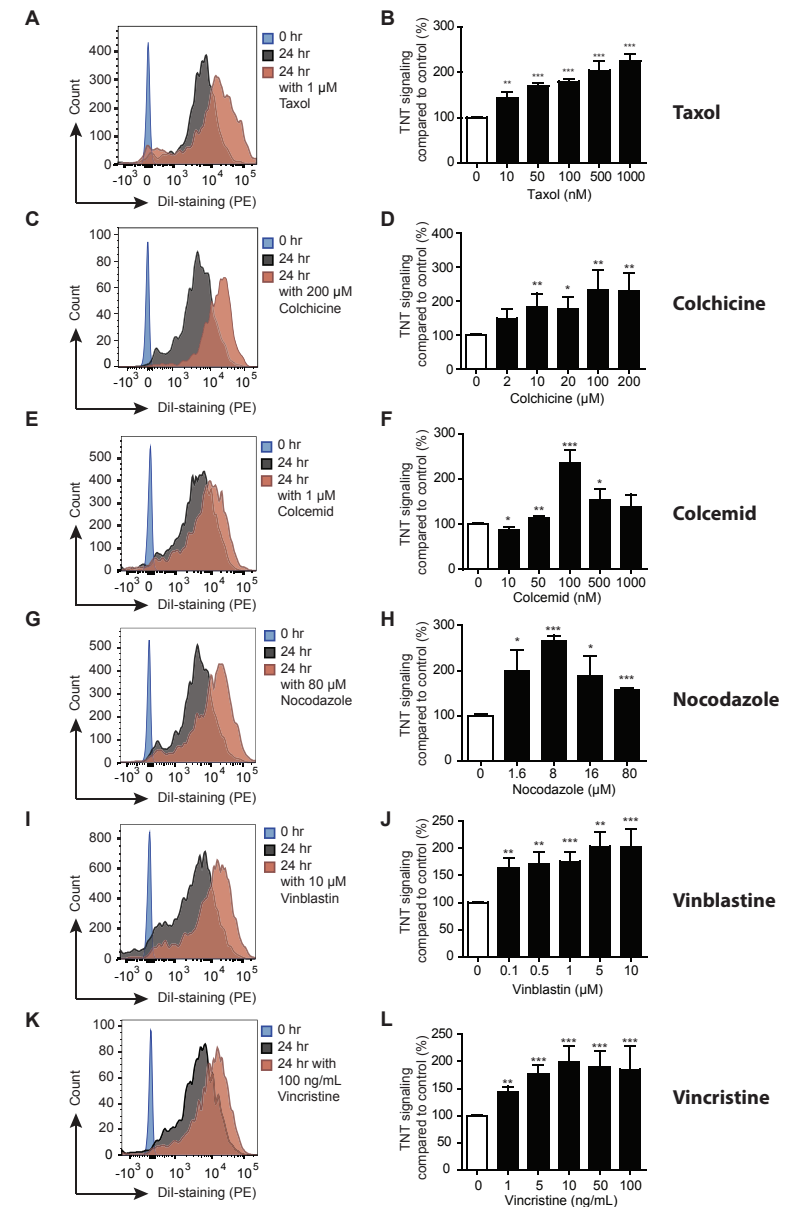 A
0 hr
24 hr
24 hr
with 1 µM
Taxol
Count
400
300
200
100
0
-10³ 0 10³ 10⁴ 10⁵
DiI-staining (PE)
B
TNT signaling
compared to control (%)
300
200
100
0
** *** *** *** ***
0 10 50 100 500 1000
Taxol (nM)
Taxol
C
0 hr
24 hr
24 hr
with 200 µM
Colchicine
Count
100
80
60
40
20
0
-10³ 0 10³ 10⁴ 10⁵
DiI-staining (PE)
D
TNT signaling
compared to control (%)
400
300
200
100
0
** * ** **
0 2 10 20 100 200
Colchicine (µM)
Colchicine
E
0 hr
24 hr
24 hr
with 1 µM
Colcemid
Count
500
400
300
200
100
0
-10³ 0 10³ 10⁴ 10⁵
DiI-staining (PE)
F
TNT signaling
compared to control (%)
300
200
100
0
* ** *** *
0 10 50 100 500 1000
Colcemid (nM)
Colcemid
G
0 hr
24 hr
24 hr
with 80 µM
Nocodazole
Count
500
400
300
200
100
0
-10³ 0 10³ 10⁴ 10⁵
DiI-staining (PE)
H
TNT signaling
compared to control (%)
300
200
100
0
* *** * ***
0 1.6 8 16 80
Nocodazole (µM)
Nocodazole
I
0 hr
24 hr
24 hr
with 10 µM
Vinblastin
Count
800
600
400
200
0
-10³ 0 10³ 10⁴ 10⁵
DiI-staining (PE)
J
TNT signaling
compared to control (%)
250
200
150
100
50
0
** ** *** ** ***
0 0.1 0.5 1 5 10
Vinblastin (µM)
Vinblastine
K
0 hr
24 hr
24 hr with
100 ng/mL
Vincristine
Count
100
80
60
40
20
0
-10³ 0 10³ 10⁴ 10⁵
DiI-staining (PE)
L
TNT signaling
compared to control (%)
250
200
150
100
50
0
** *** *** *** ***
0 1 5 10 50 100
Vincristine (ng/mL)
Vincristine